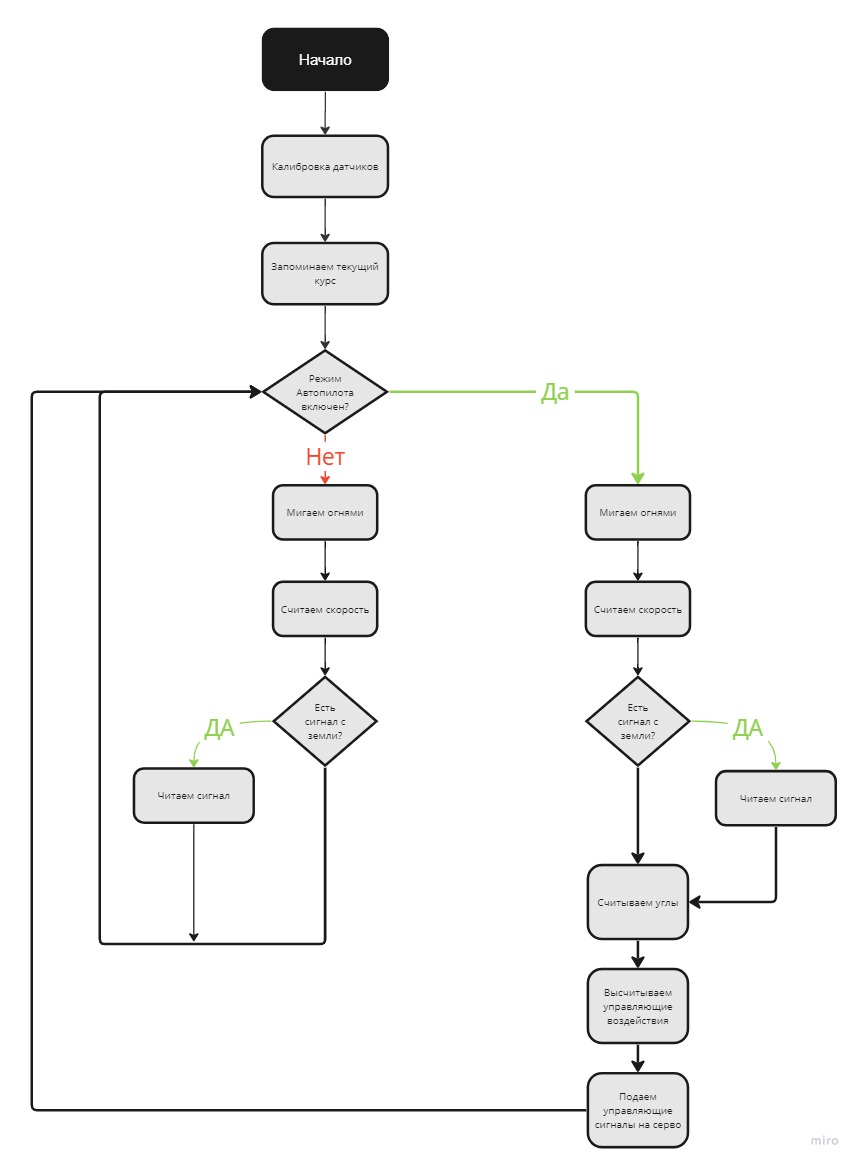 Начало
Калибровка датчиков
Запоминаем текущий
курс
Режим
Автопилота
включен?
Да
Нет
Мигаем огнями
Мигаем огнями
Считаем скорость
Считаем скорость
Есть
сигнал с
земли?
Есть
сигнал с
земли?
ДА
ДА
Читаем сигнал
Читаем сигнал
Считываем углы
Высчитываем
управляющие
воздействия
Подаем
управляющие
сигналы на серво
miro